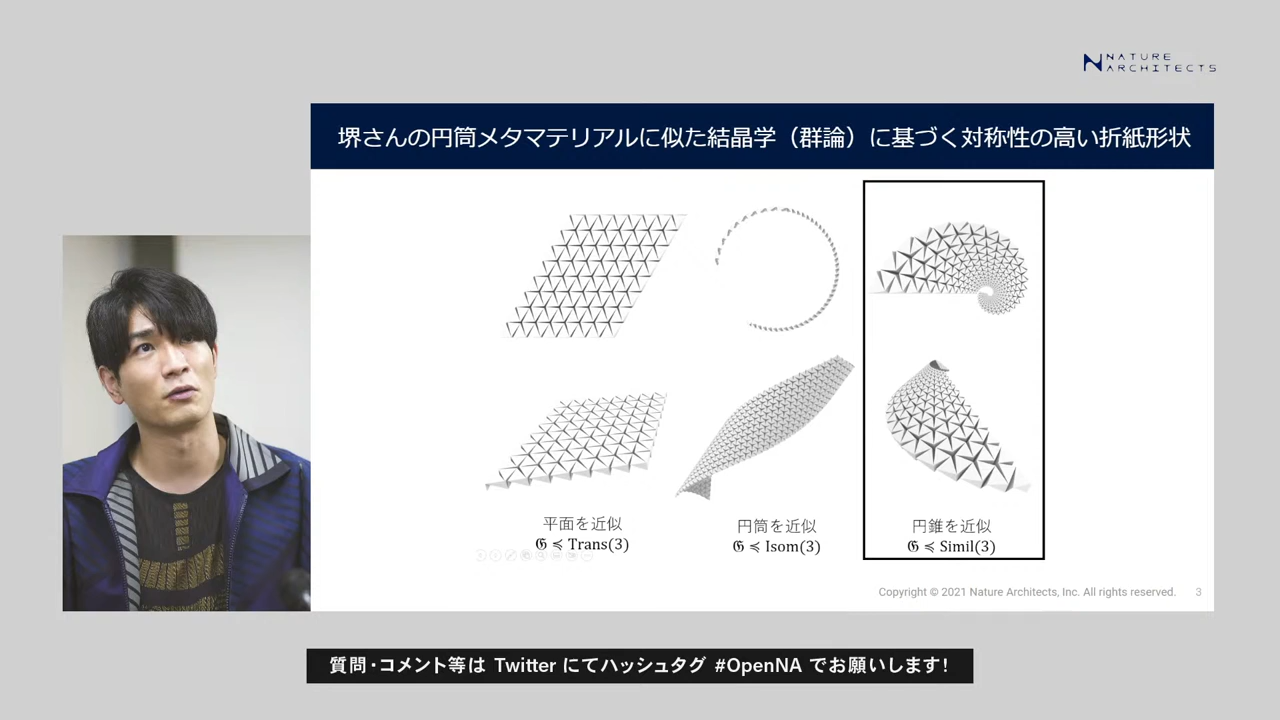 NATURE
ARCHITECTS
堺さんの円筒メタマテリアルに似た結晶学（群論）に基づく対称性の高い折紙形状
平面を近似
𝔊 ≼ Trans(3)
円筒を近似
𝔊 ≼ Isom(3)
円錐を近似
𝔊 ≼ Simil(3)
Copyright © 2021 Nature Architects, Inc. All rights reserved. 3
質問・コメント等は Twitter にてハッシュタグ #OpenNA でお願いします!